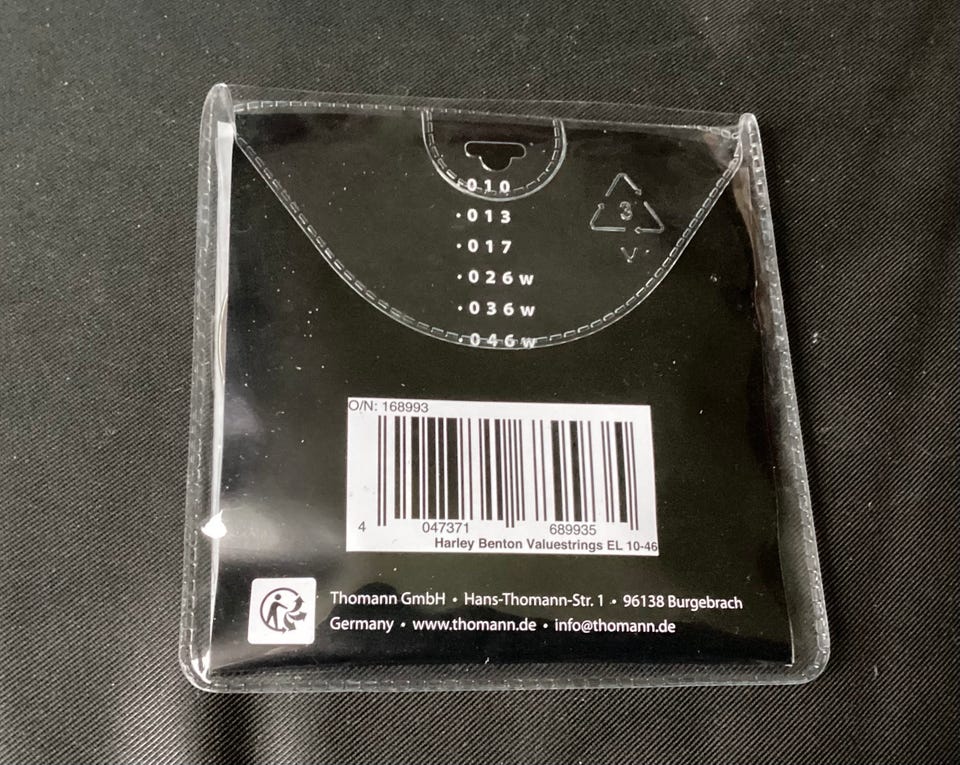 ·010
·013
·017
·026w
·036w
·046w
3
V
O/N: 168993
4 047371 689935
Harley Benton Valuestrings EL 10-46
Thomann GmbH • Hans-Thomann-Str. 1 • 96138 Burgebrach
Germany • www.thomann.de • info@thomann.de